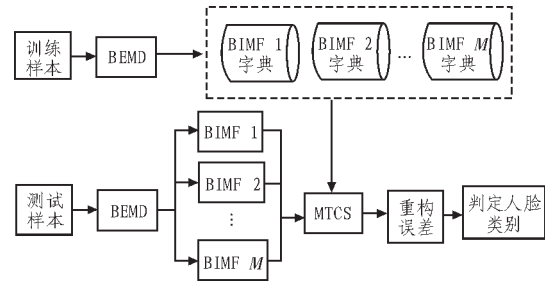 训练
样本
BEMD
BIMF 1
字典
BIMF 2
字典
…
BIMF M
字典
BIMF 1
测试
样本
BEMD
BIMF 2
⋮
BIMF M
MTCS
重构
误差
判定人脸
类别